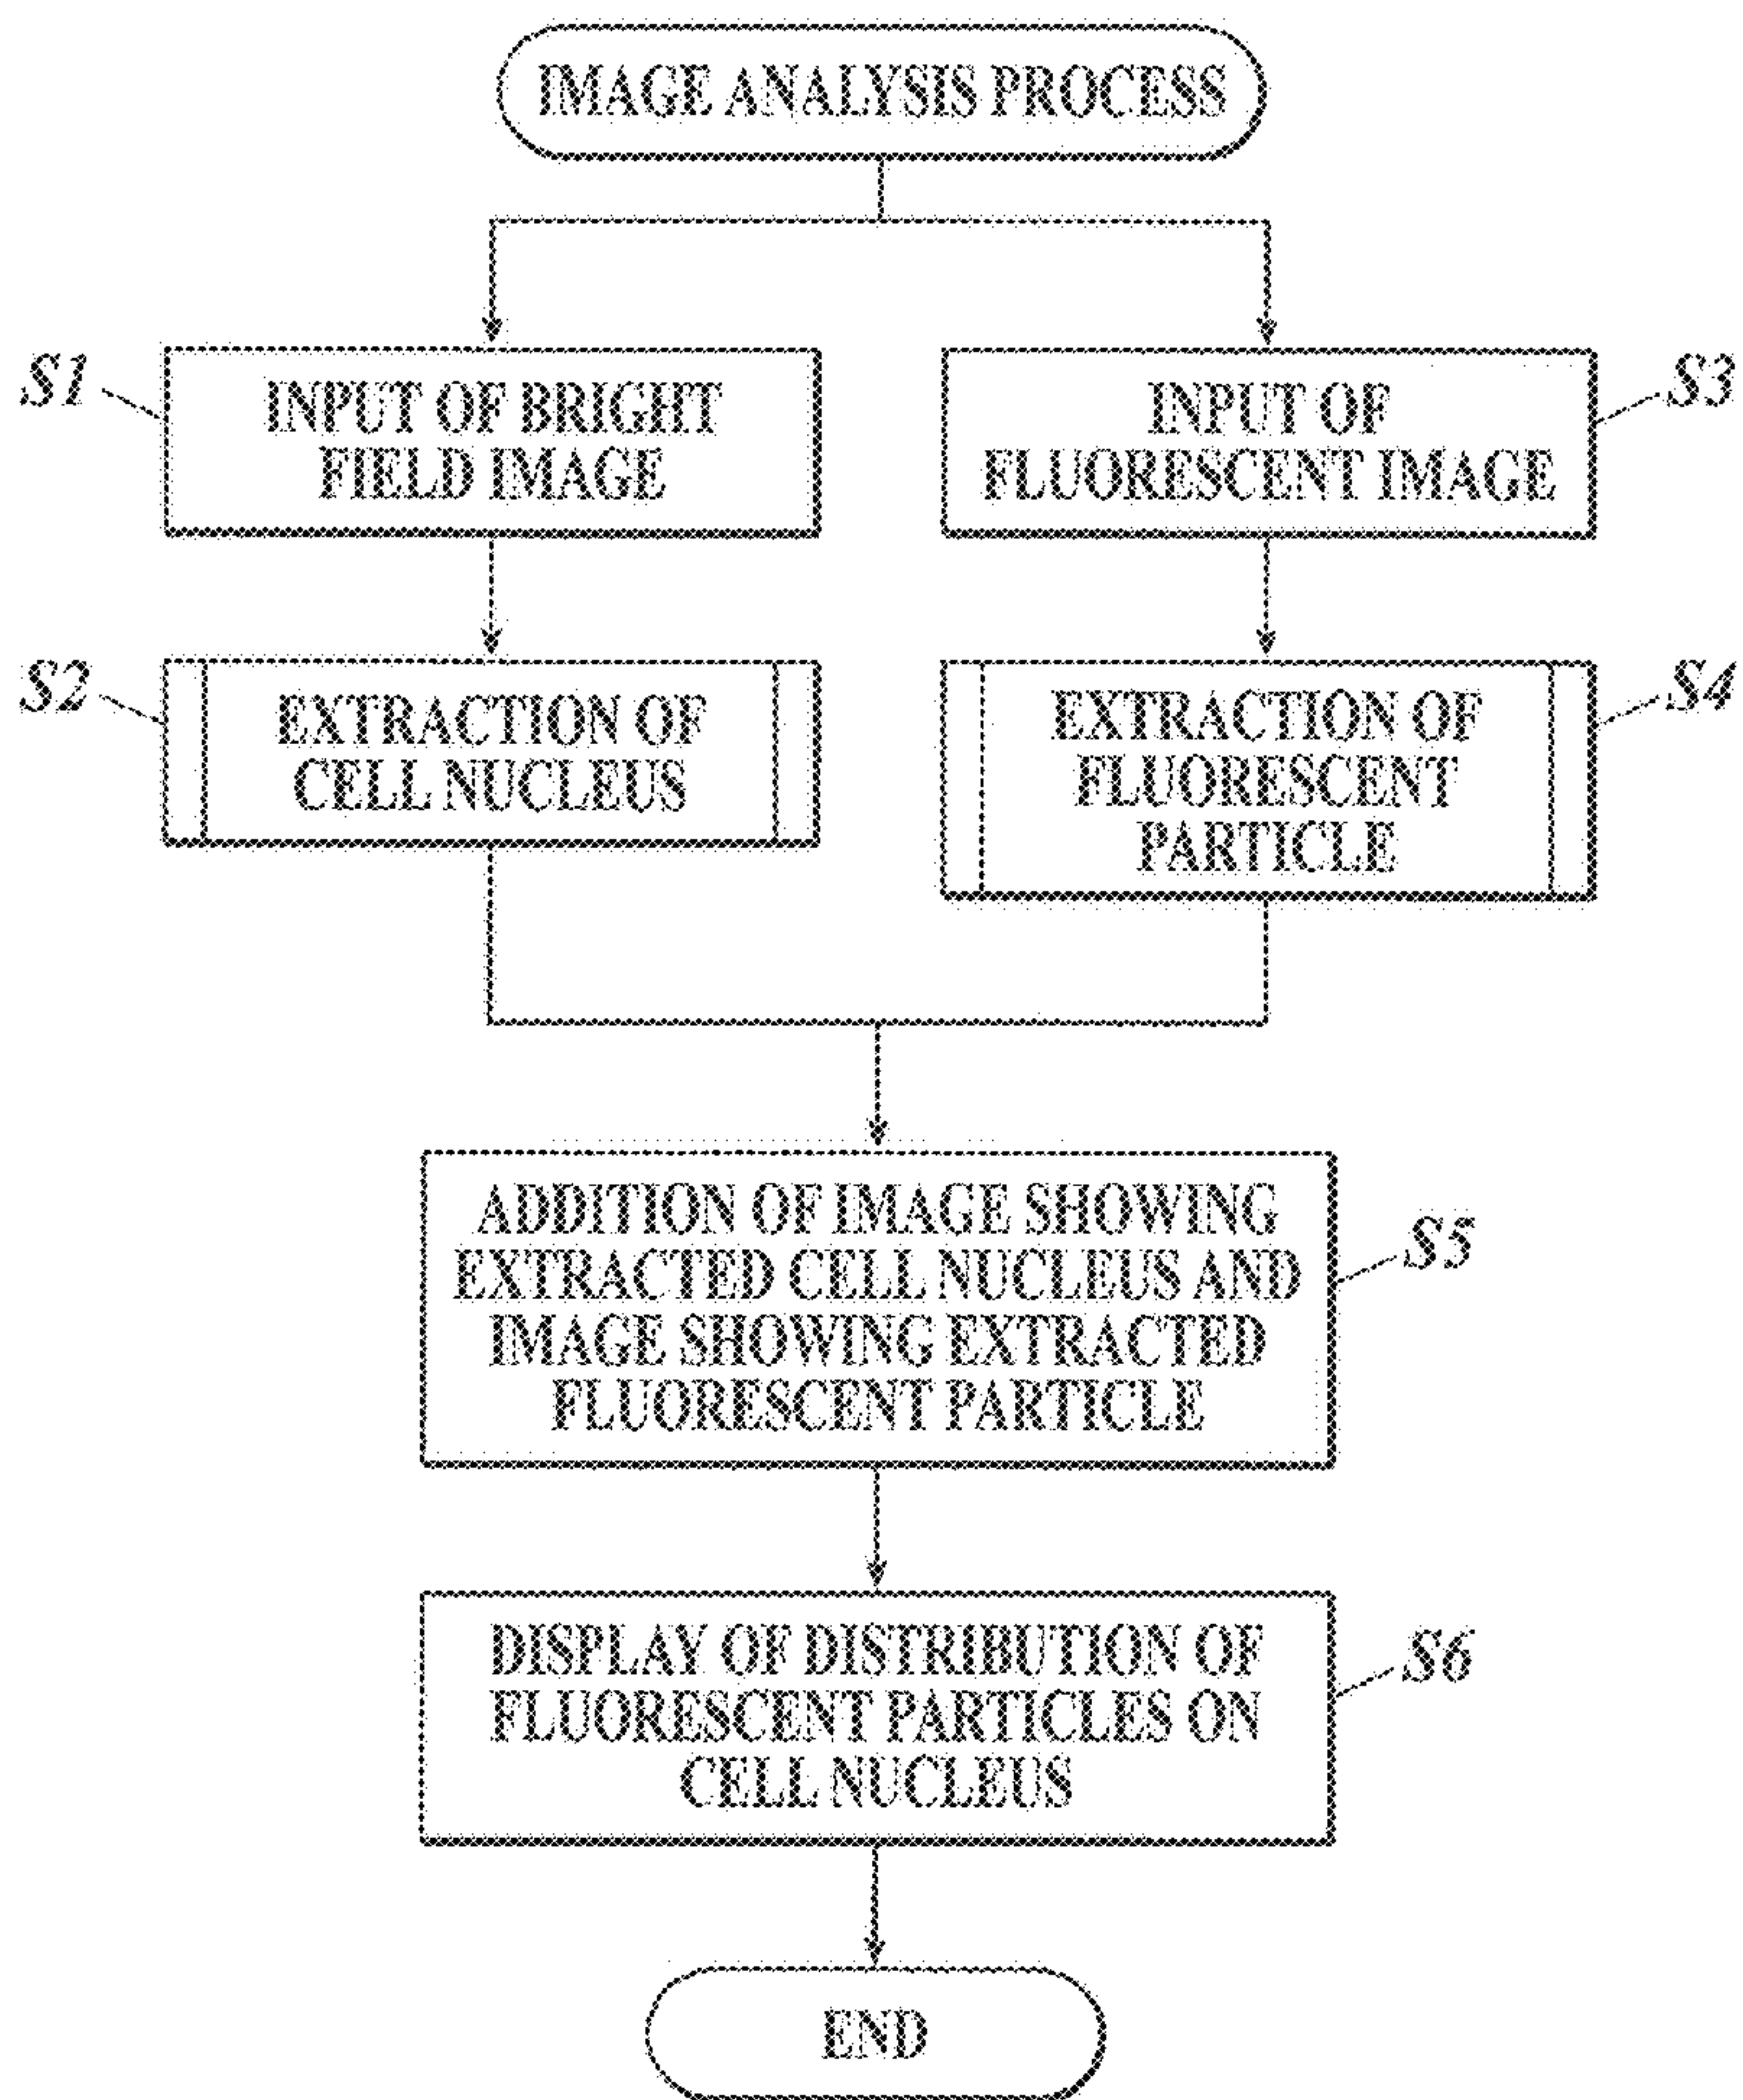 IMAGE ANALYSIS PROCESS
S1
INPUT OF BRIGHT
FIELD IMAGE
INPUT OF
FLUORESCENT IMAGE
S3
S2
EXTRACTION OF
CELL NUCLEUS
EXTRACTION OF
FLUORESCENT
PARTICLE
S4
ADDITION OF IMAGE SHOWING
EXTRACTED CELL NUCLEUS AND
IMAGE SHOWING EXTRACTED
FLUORESCENT PARTICLE
S5
DISPLAY OF DISTRIBUTION OF
FLUORESCENT PARTICLES ON
CELL NUCLEUS
S6
END